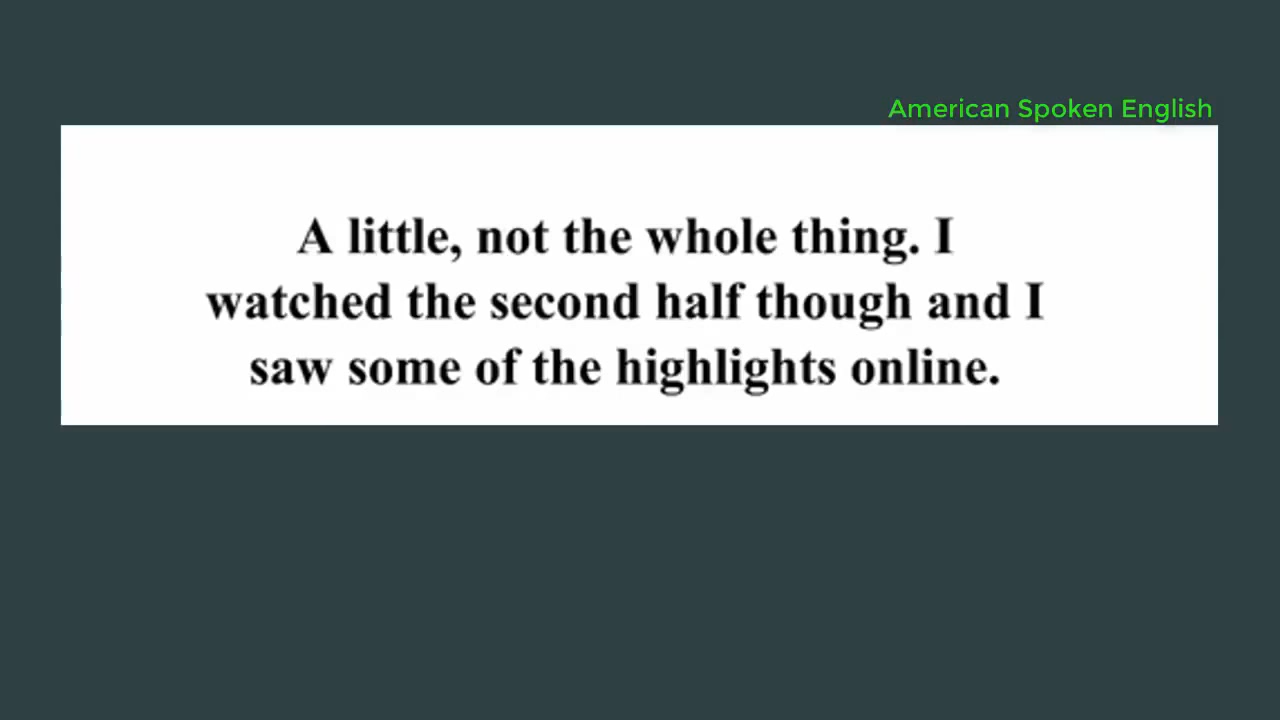 American Spoken English
A little, not the whole thing. I
watched the second half though and I
saw some of the highlights online.